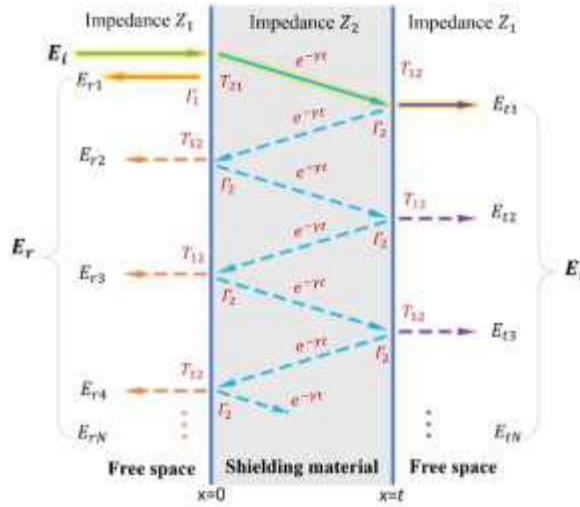 Impedance Z₁ Impedance Z₂ Impedance Z₁
Eᵢ
e^−γt
T₁₂
Eᵣ₁
Γ₁
T₂₁
e^−γt
Γ₂
Eₜ₁
T₁₂
Eᵣ₂
Γ₂
e^−γt
T₁₂
Eₜ₂
e^−γt
Γ₂
Eᵣ
Eₜ
T₁₂
Eᵣ₃
Γ₂
e^−γt
T₁₂
Eₜ₃
e^−γt
Γ₂
T₁₂
Eᵣ₄
Γ₂
e^−γt
EᵣN
EₜN
Free space Shielding material Free space
x=0 x=t